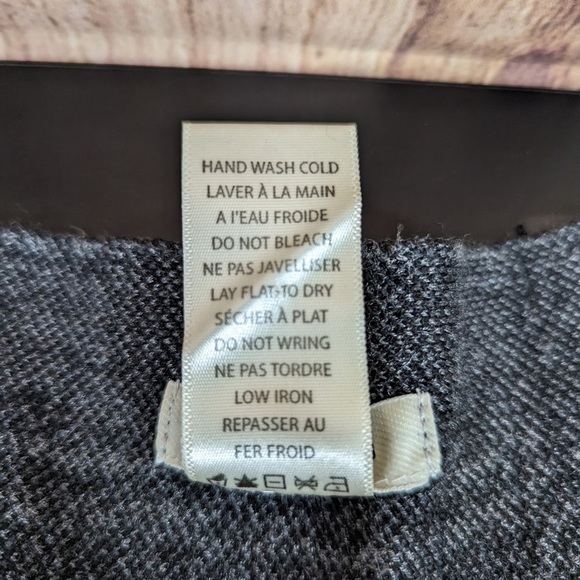 HAND WASH COLD
LAVER À LA MAIN
A I'EAU FROIDE
DO NOT BLEACH
NE PAS JAVELLISER
LAY FLAT TO DRY
SÉCHER À PLAT
DO NOT WRING
NE PAS TORDRE
LOW IRON
REPASSER AU
FER FROID